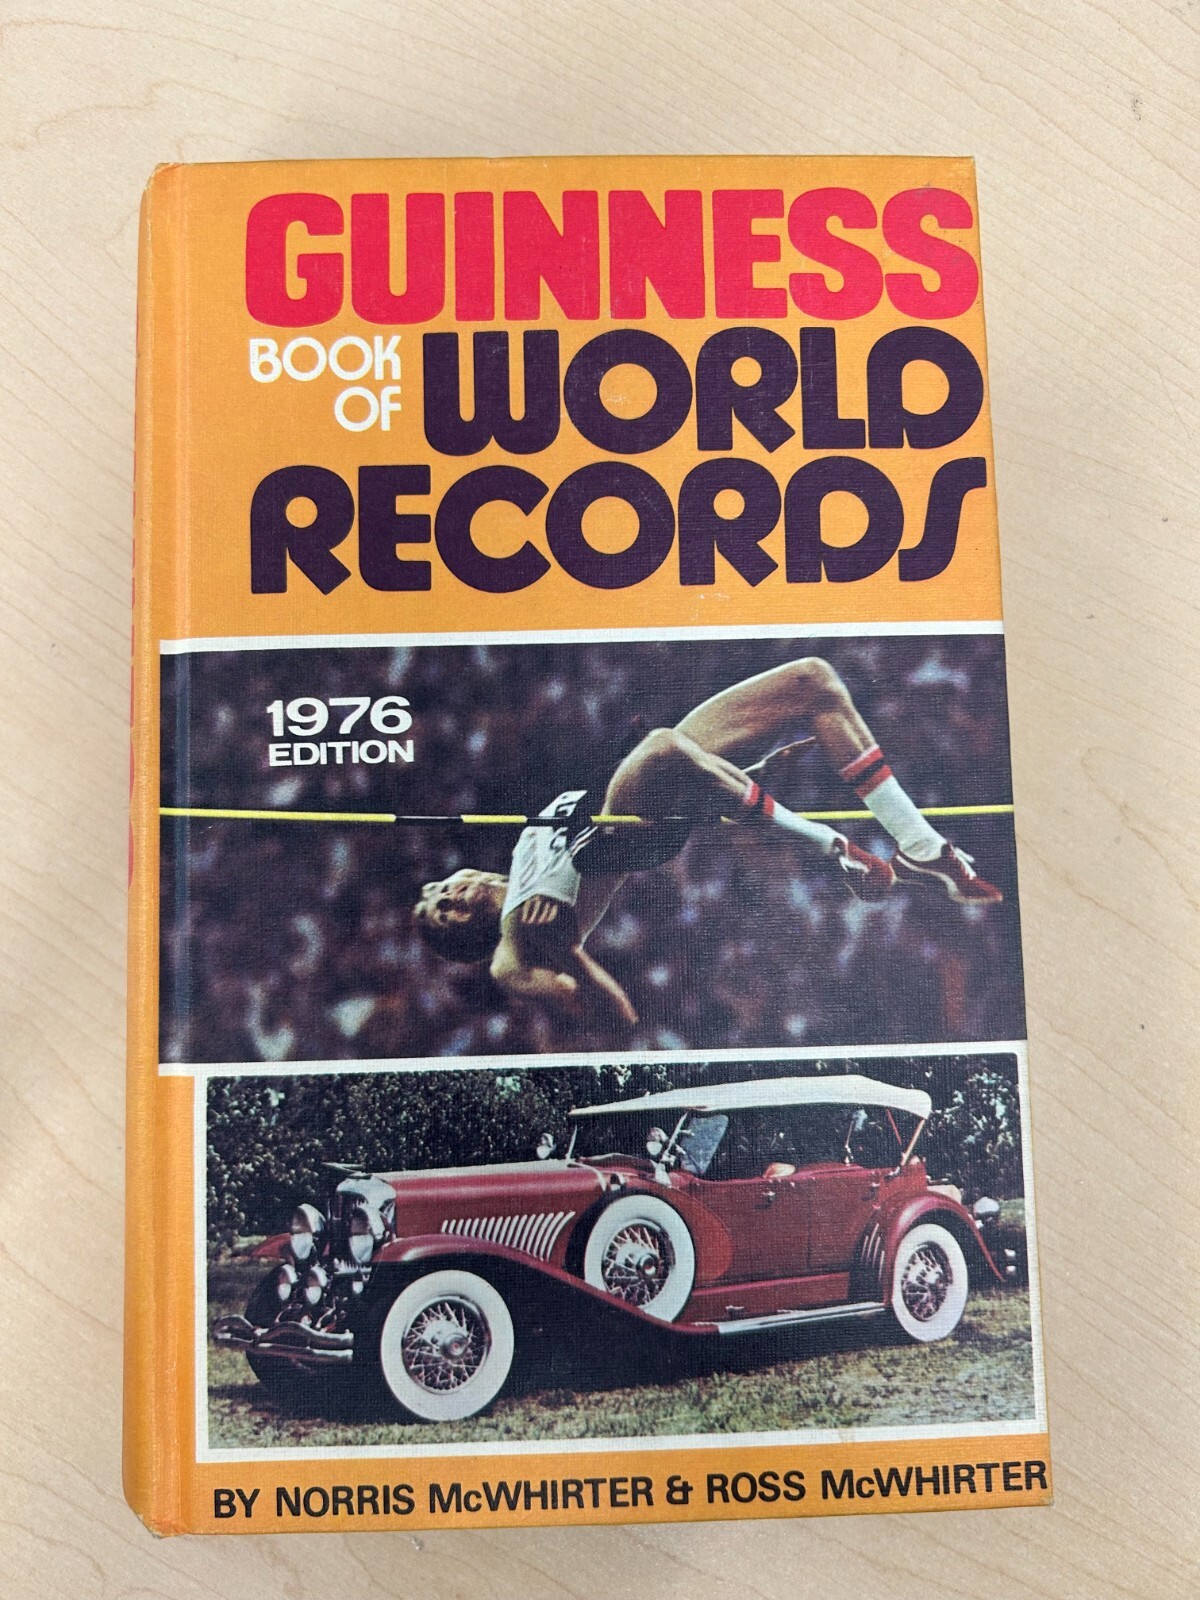 GUINNESS
BOOK OF WORLD
RECORDS
1976
EDITION
BY NORRIS McWHIRTER & ROSS McWHIRTER